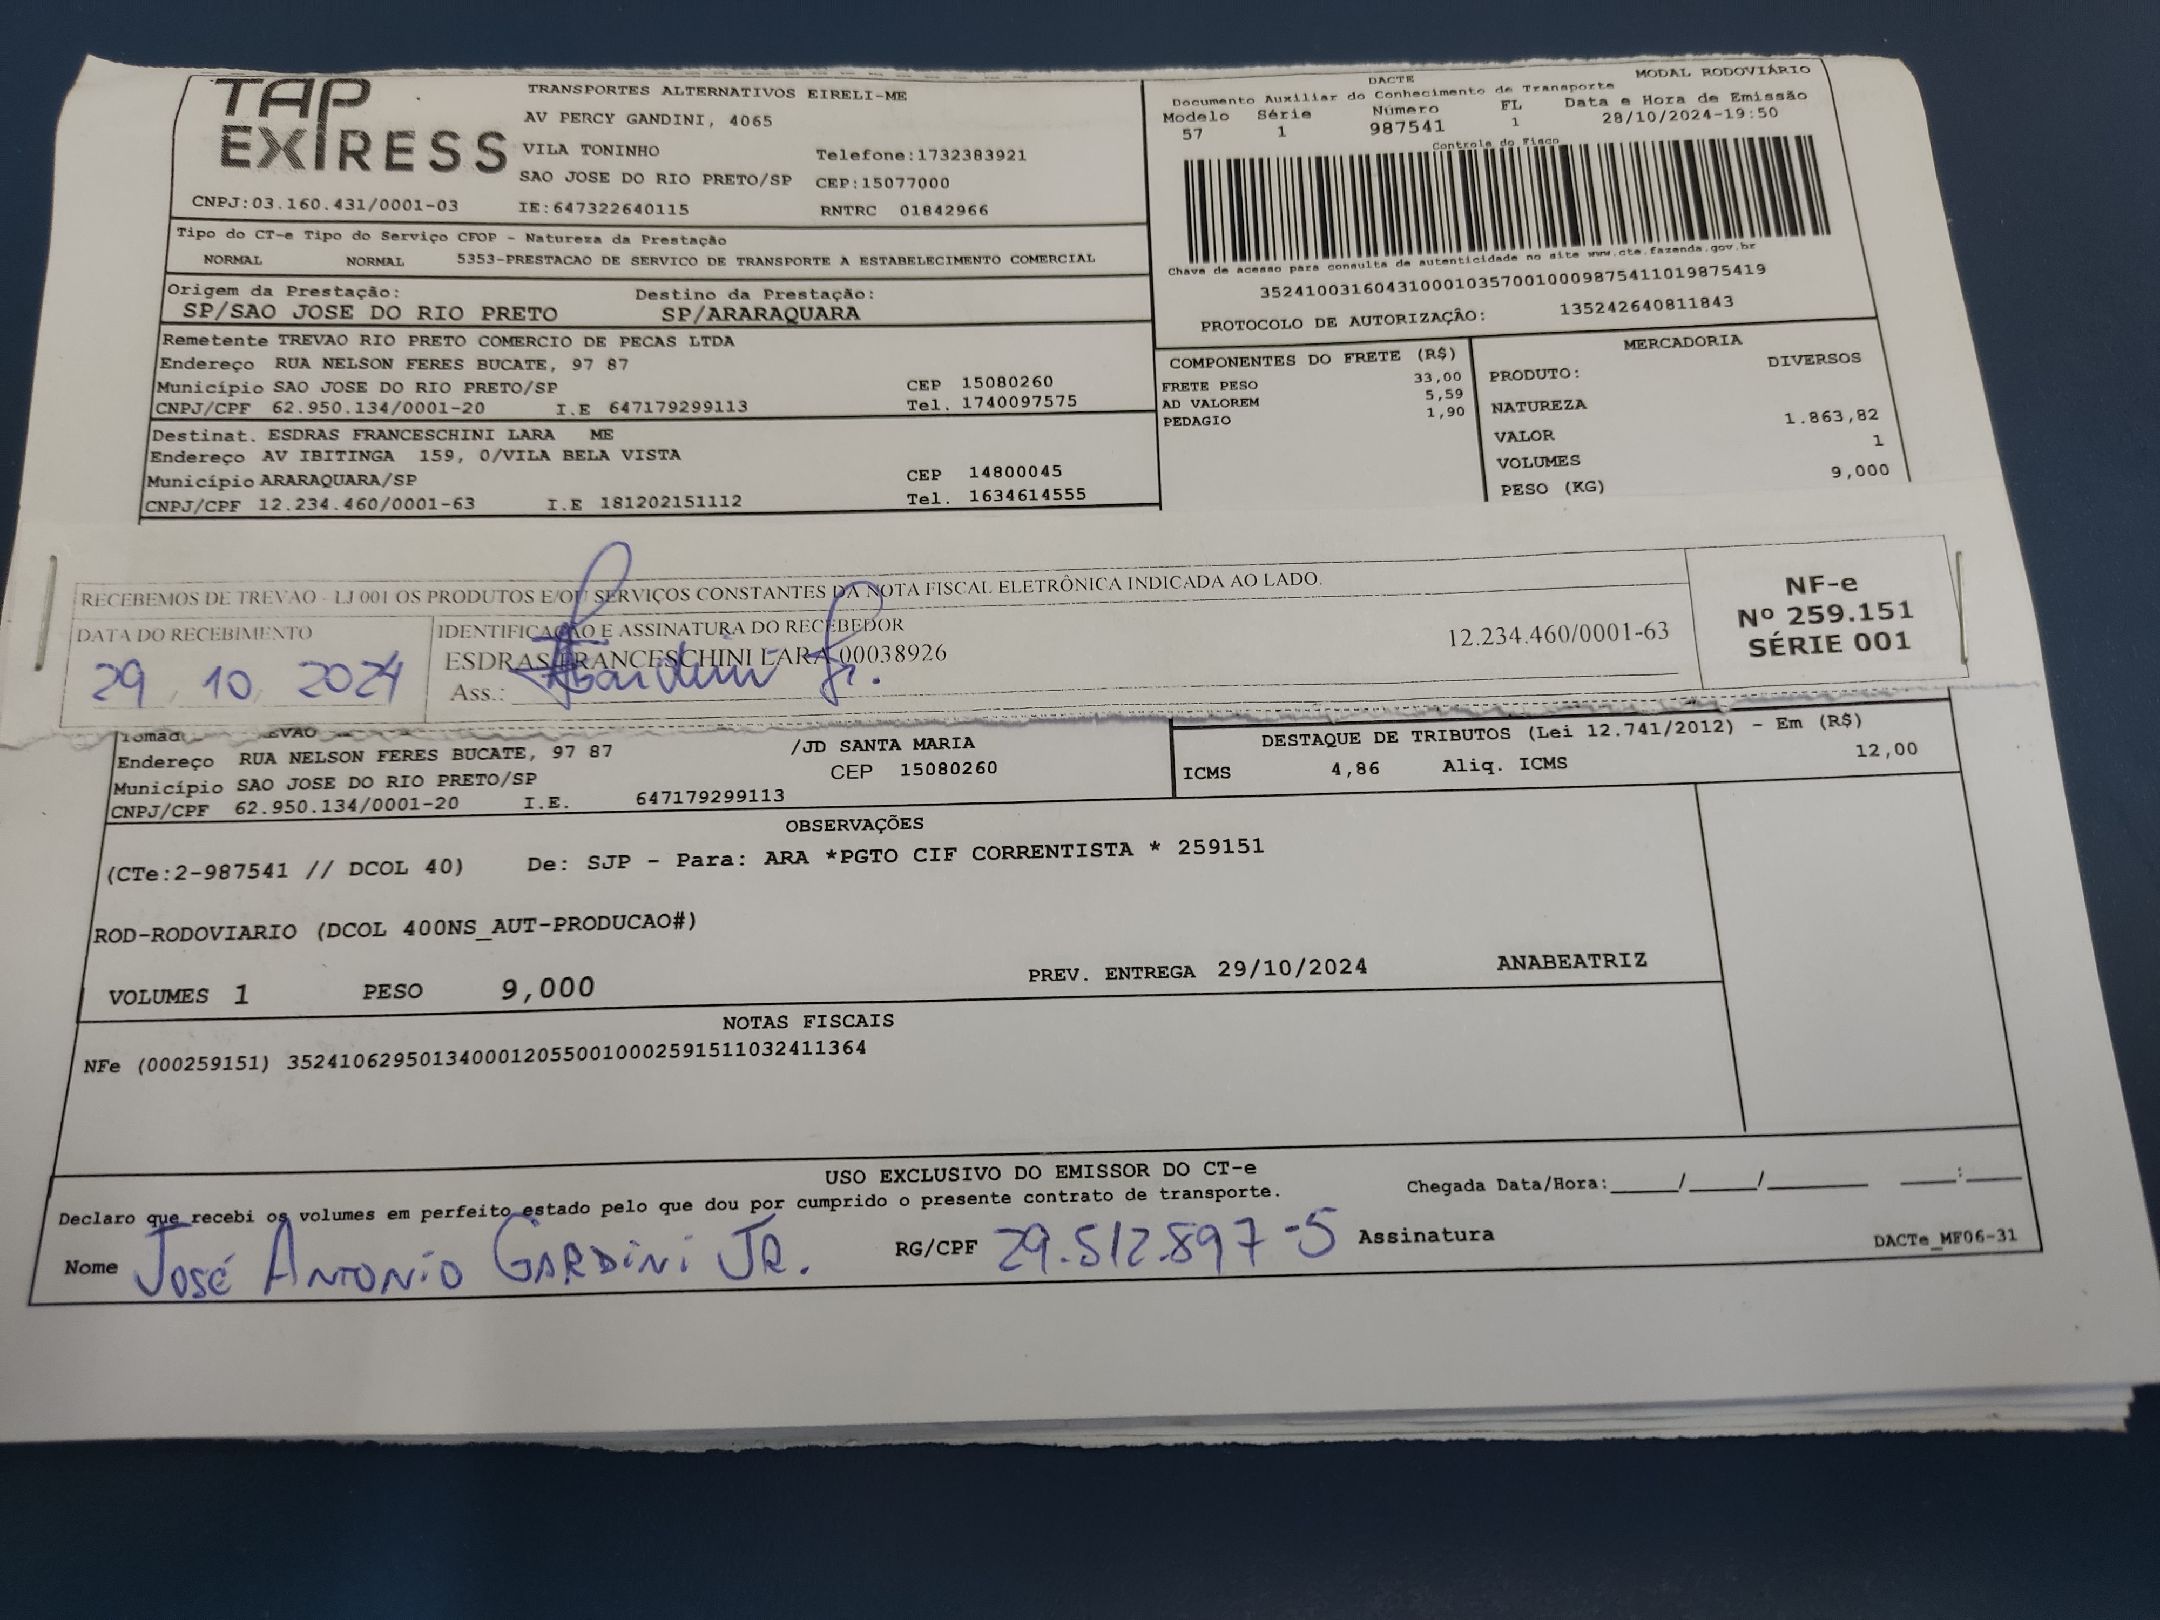 TAP
EXPRESS
TRANSPORTES ALTERNATIVOS EIRELI-ME
AV PERCY GANDINI, 4065
VILA TONINHO Telefone:1732383921
SAO JOSE DO RIO PRETO/SP CEP:15077000
CNPJ:03.160.431/0001-03 IE:647322640115 RNTRC 01842966
DACTE MODAL RODOVIÁRIO
Documento Auxiliar do Conhecimento de Transporte
Modelo Série Número FL Data e Hora de Emissão
57 1 987541 1 28/10/2024-19:50
Controle do Fisco
Chave de acesso para consulta de autenticidade no site www.cte.fazenda.gov.br
35241003160431000103570010009875411019875419
PROTOCOLO DE AUTORIZAÇÃO: 135242640811843
Tipo do CT-e Tipo do Serviço CFOP - Natureza da Prestação
NORMAL NORMAL 5353-PRESTACAO DE SERVICO DE TRANSPORTE A ESTABELECIMENTO COMERCIAL
Origem da Prestação: Destino da Prestação:
SP/SAO JOSE DO RIO PRETO SP/ARARAQUARA
Remetente TREVAO RIO PRETO COMERCIO DE PECAS LTDA
Endereço RUA NELSON FERES BUCATE, 97 87
Município SAO JOSE DO RIO PRETO/SP CEP 15080260
CNPJ/CPF 62.950.134/0001-20 I.E 647179299113 Tel. 1740097575
Destinat. ESDRAS FRANCESCHINI LARA ME
Endereço AV IBITINGA 159, 0/VILA BELA VISTA
Município ARARAQUARA/SP CEP 14800045
CNPJ/CPF 12.234.460/0001-63 I.E 181202151112 Tel. 1634614555
COMPONENTES DO FRETE (R$)
FRETE PESO 33,00
AD VALOREM 5,59
PEDAGIO 1,90
MERCADORIA
PRODUTO: DIVERSOS
NATUREZA
VALOR 1.863,82
VOLUMES 1
PESO (KG) 9,000
RECEBEMOS DE TREVAO - LJ 001 OS PRODUTOS E/OU SERVIÇOS CONSTANTES DA NOTA FISCAL ELETRÔNICA INDICADA AO LADO.
DATA DO RECEBIMENTO
29 10 2024
IDENTIFICAÇÃO E ASSINATURA DO RECEBEDOR
ESDRAS FRANCESCHINI LARA 00038926 12.234.460/0001-63
Ass.: Gardini Jr.
NF-e
Nº 259.151
SÉRIE 001
Endereço RUA NELSON FERES BUCATE, 97 87 /JD SANTA MARIA
Município SAO JOSE DO RIO PRETO/SP CEP 15080260
CNPJ/CPF 62.950.134/0001-20 I.E. 647179299113
DESTAQUE DE TRIBUTOS (Lei 12.741/2012) - Em (R$)
ICMS 4,86 Aliq. ICMS 12,00
OBSERVAÇÕES
(CTe:2-987541 // DCOL 40) De: SJP - Para: ARA *PGTO CIF CORRENTISTA * 259151
ROD-RODOVIARIO (DCOL 400NS_AUT-PRODUCAO#)
VOLUMES 1 PESO 9,000 PREV. ENTREGA 29/10/2024 ANABEATRIZ
NOTAS FISCAIS
NFe (000259151) 35241062950134000120550010002591511032411364
USO EXCLUSIVO DO EMISSOR DO CT-e
Declaro que recebi os volumes em perfeito estado pelo que dou por cumprido o presente contrato de transporte. Chegada Data/Hora:_____/_____/_______ ____:____
Nome José Antonio Gardini Jr. RG/CPF 29.512.897-5 Assinatura DACTe_MF06-31